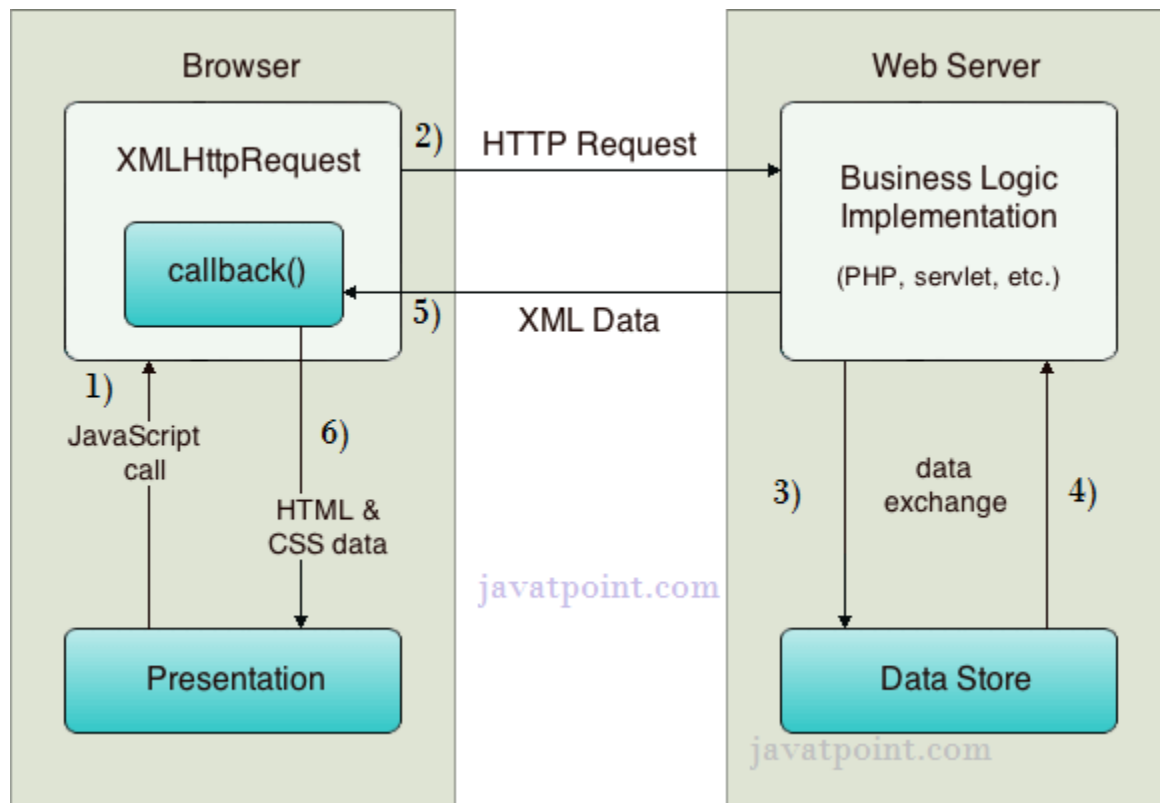 Browser
Web Server
XMLHttpRequest
2)
HTTP Request
Business Logic
Implementation
(PHP, servlet, etc.)
callback()
5)
XML Data
1)
JavaScript
call
6)
HTML &
CSS data
3)
data
exchange
4)
javatpoint.com
Presentation
Data Store
javatpoint.com